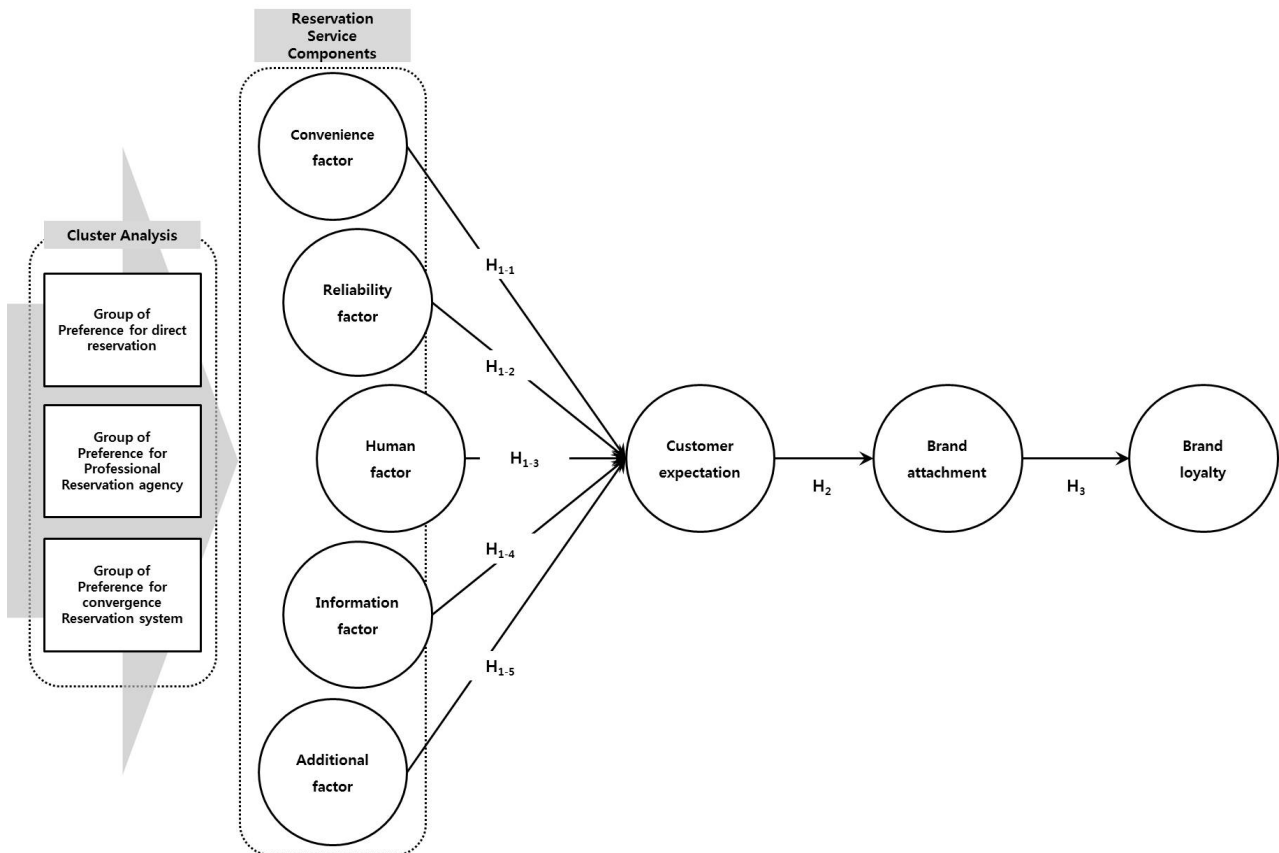 Reservation
Service
Components
Convenience
factor
Cluster Analysis
Group of
Preference for direct
reservation
Group of
Preference for
Professional
Reservation agency
Group of
Preference for
convergence
Reservation system
Reliability
factor
Human
factor
Information
factor
Additional
factor
H1-1
H1-2
H1-3
H1-4
H1-5
Customer
expectation
H2
Brand
attachment
H3
Brand
loyalty